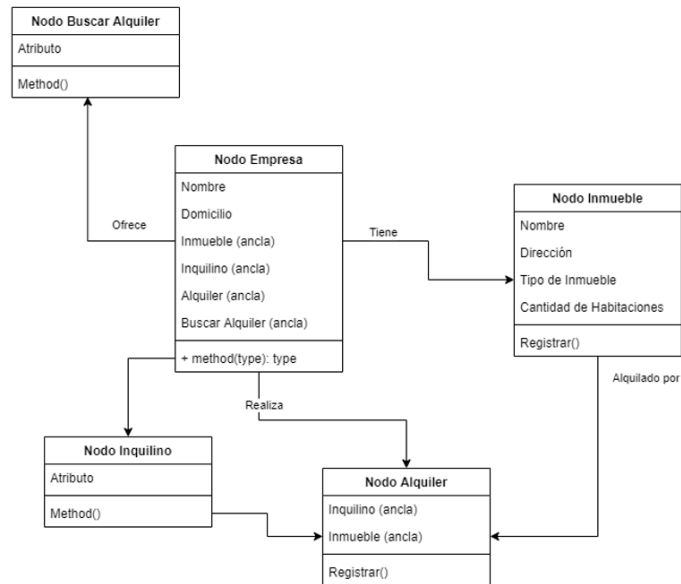 Nodo Buscar Alquiler
Atributo
Method()
Nodo Empresa
Nombre
Domicilio
Inmueble (ancla)
Inquilino (ancla)
Alquiler (ancla)
Buscar Alquiler (ancla)
+ method(type): type
Ofrece
Tiene
Nodo Inmueble
Nombre
Dirección
Tipo de Inmueble
Cantidad de Habitaciones
Registrar()
Alquilado por
Realiza
Nodo Inquilino
Atributo
Method()
Nodo Alquiler
Inquilino (ancla)
Inmueble (ancla)
Registrar()